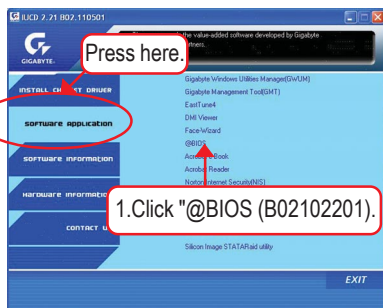 IUCD 2.21 B02.110501
the value-added software developed by Gigabyte
GIGABYTE
Press here.
INSTALL CH
DRIVER
Gigabyte Windows Utilities Manager(GWUM)
Gigabyte Management Tool(GMT)
EasyTune4
SOFTWARE APPLICATION
DMI Viewer
Face-Wizard
@BIOS
SOFTWARE INFORMATION
Acrobat Reader
Norton Internet Security(NIS)
HARDWARE INFORMATIO
1.Click "@BIOS (B02102201).
CONTACT U
Silicon Image STATARaid utility
EXIT